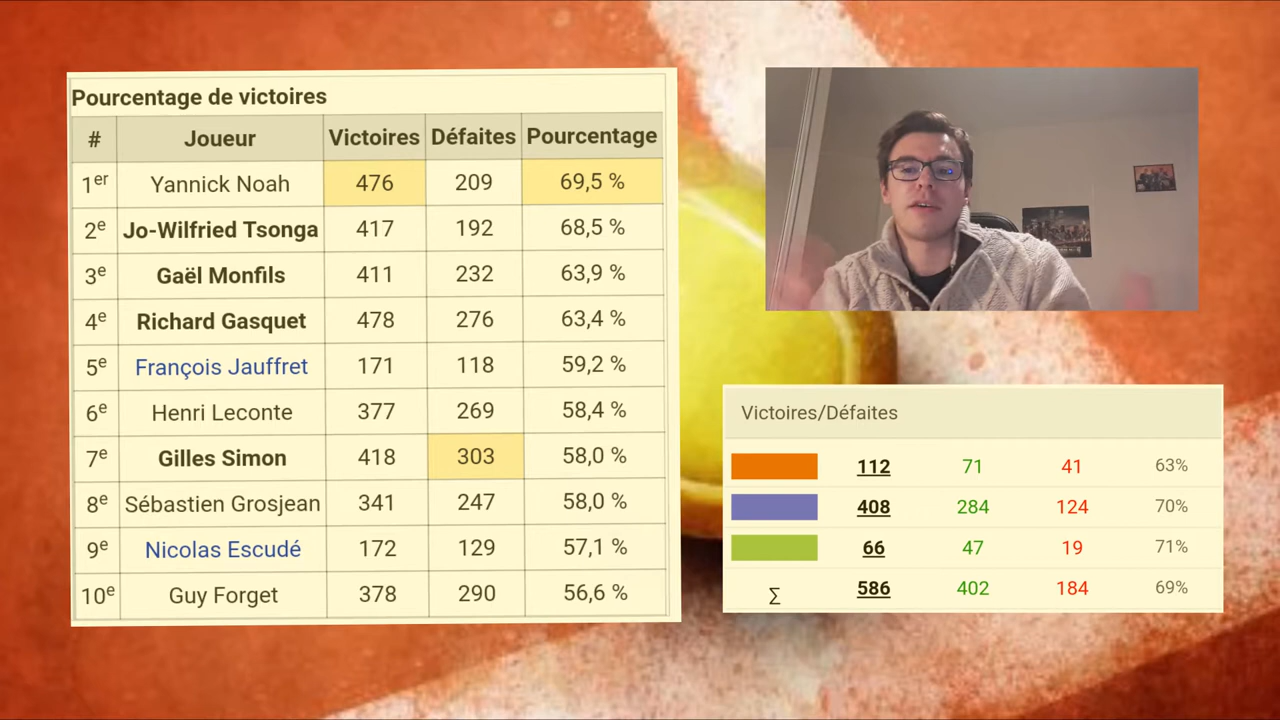 Pourcentage de victoires
# Joueur Victoires Défaites Pourcentage
1er Yannick Noah 476 209 69,5 %
2e Jo-Wilfried Tsonga 417 192 68,5 %
3e Gaël Monfils 411 232 63,9 %
4e Richard Gasquet 478 276 63,4 %
5e François Jauffret 171 118 59,2 %
6e Henri Leconte 377 269 58,4 %
7e Gilles Simon 418 303 58,0 %
8e Sébastien Grosjean 341 247 58,0 %
9e Nicolas Escudé 172 129 57,1 %
10e Guy Forget 378 290 56,6 %
Victoires/Défaites
112 71 41 63%
408 284 124 70%
66 47 19 71%
∑ 586 402 184 69%